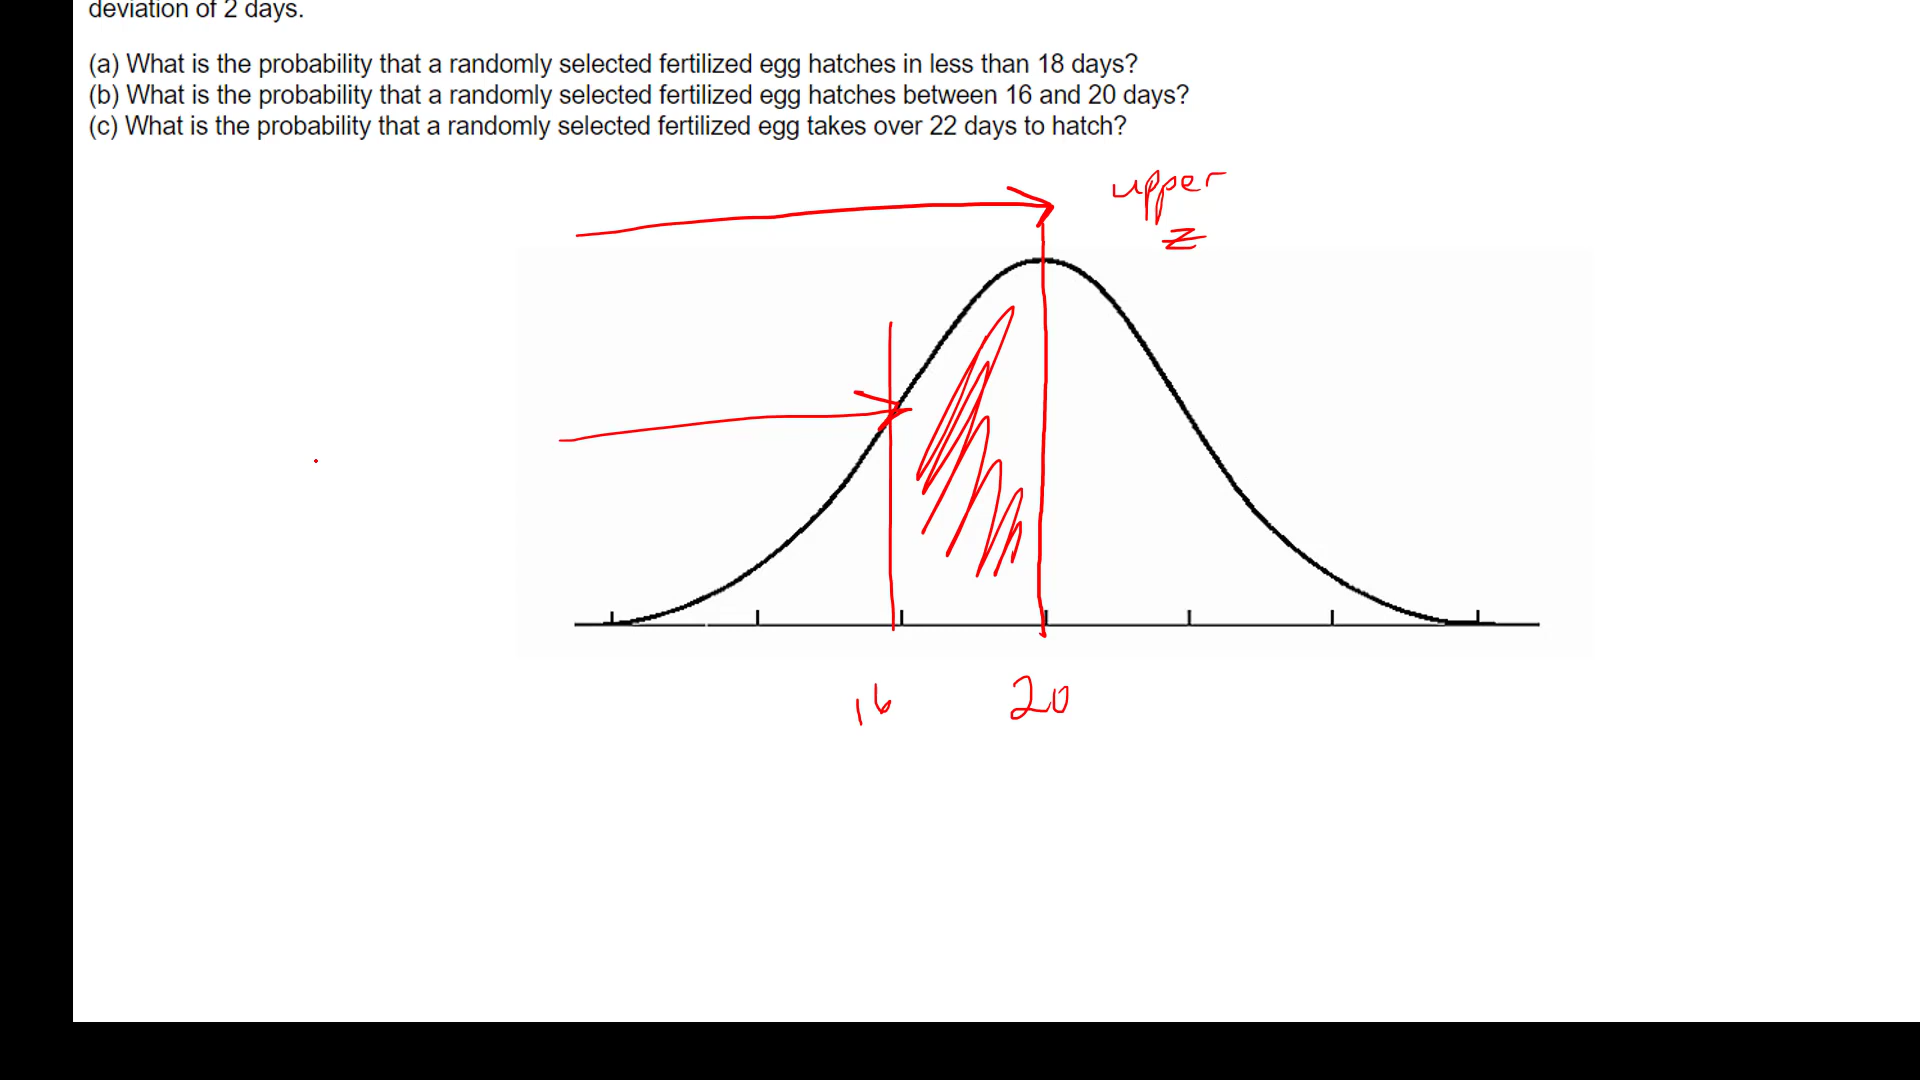 deviation of 2 days.
(a) What is the probability that a randomly selected fertilized egg hatches in less than 18 days?
(b) What is the probability that a randomly selected fertilized egg hatches between 16 and 20 days?
(c) What is the probability that a randomly selected fertilized egg takes over 22 days to hatch?
upper
z
16 20